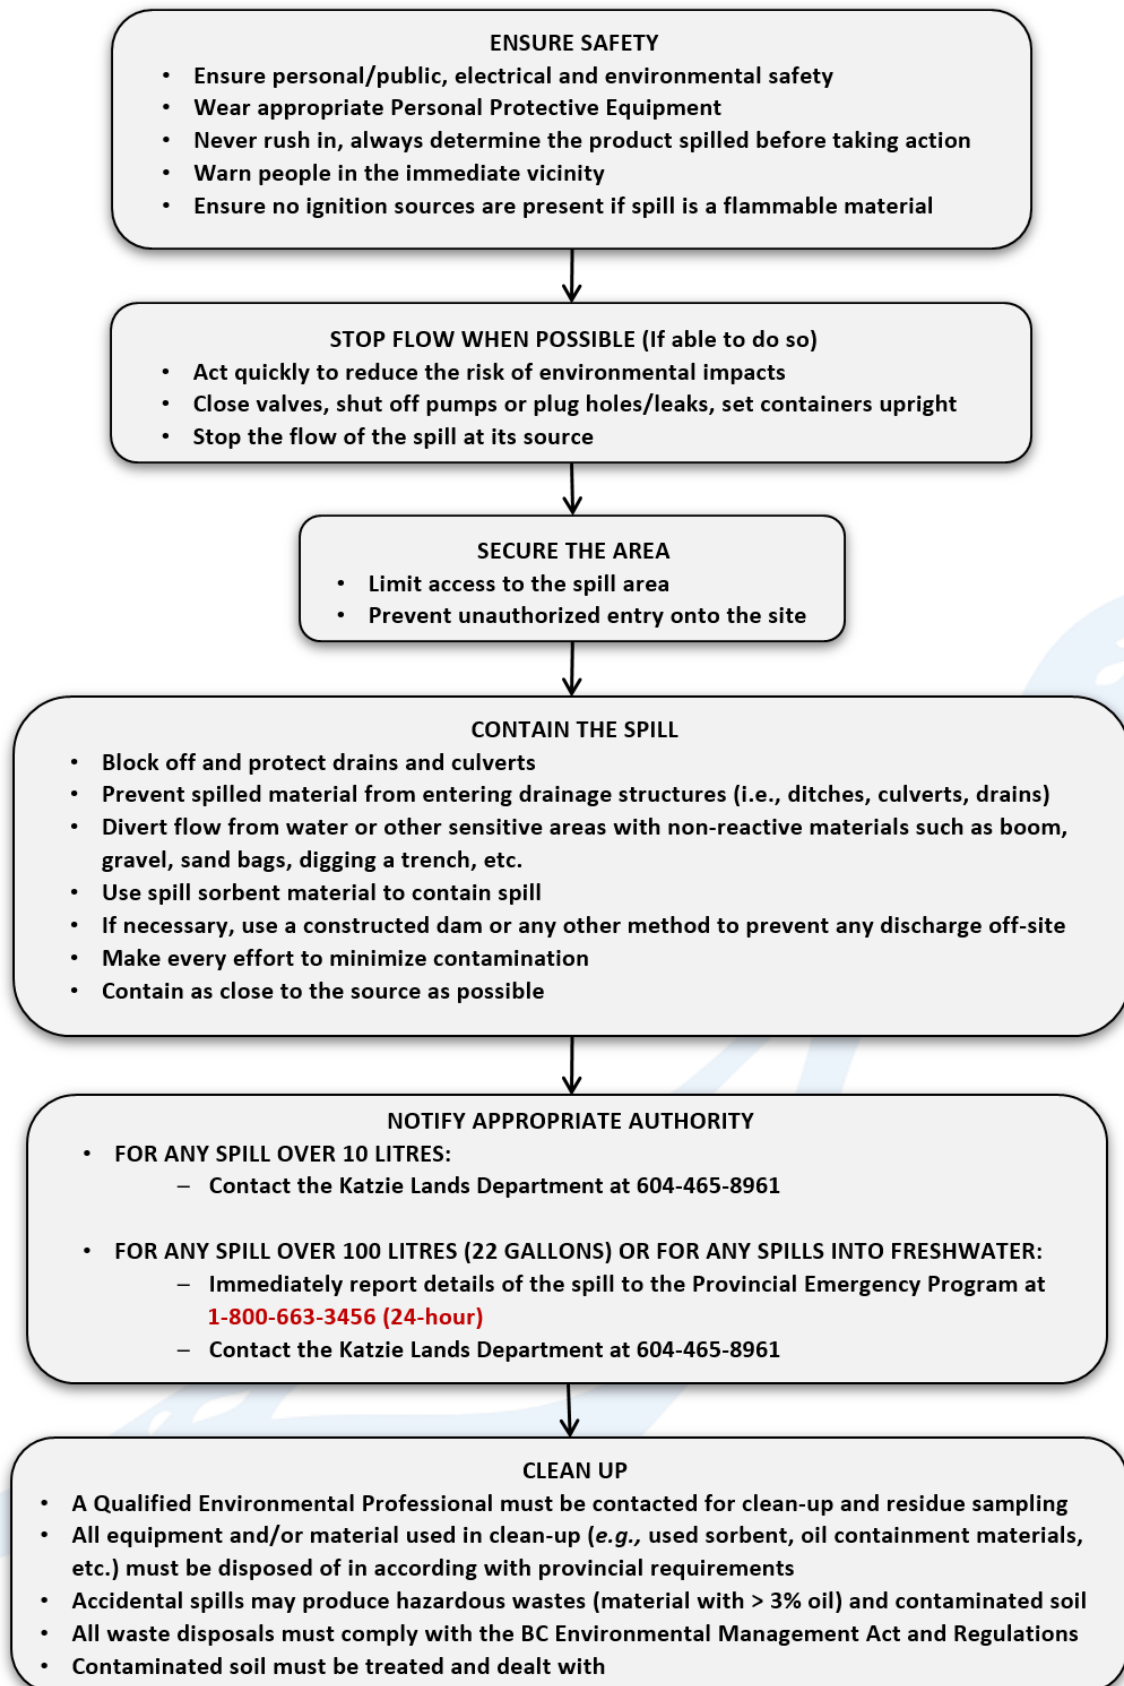 ENSURE SAFETY
• Ensure personal/public, electrical and environmental safety
• Wear appropriate Personal Protective Equipment
• Never rush in, always determine the product spilled before taking action
• Warn people in the immediate vicinity
• Ensure no ignition sources are present if spill is a flammable material
STOP FLOW WHEN POSSIBLE (If able to do so)
• Act quickly to reduce the risk of environmental impacts
• Close valves, shut off pumps or plug holes/leaks, set containers upright
• Stop the flow of the spill at its source
SECURE THE AREA
• Limit access to the spill area
• Prevent unauthorized entry onto the site
CONTAIN THE SPILL
• Block off and protect drains and culverts
• Prevent spilled material from entering drainage structures (i.e., ditches, culverts, drains)
• Divert flow from water or other sensitive areas with non-reactive materials such as boom,
gravel, sand bags, digging a trench, etc.
• Use spill sorbent material to contain spill
• If necessary, use a constructed dam or any other method to prevent any discharge off-site
• Make every effort to minimize contamination
• Contain as close to the source as possible
NOTIFY APPROPRIATE AUTHORITY
• FOR ANY SPILL OVER 10 LITRES:
– Contact the Katzie Lands Department at 604-465-8961
• FOR ANY SPILL OVER 100 LITRES (22 GALLONS) OR FOR ANY SPILLS INTO FRESHWATER:
– Immediately report details of the spill to the Provincial Emergency Program at
1-800-663-3456 (24-hour)
– Contact the Katzie Lands Department at 604-465-8961
CLEAN UP
• A Qualified Environmental Professional must be contacted for clean-up and residue sampling
• All equipment and/or material used in clean-up (e.g., used sorbent, oil containment materials,
etc.) must be disposed of in according with provincial requirements
• Accidental spills may produce hazardous wastes (material with > 3% oil) and contaminated soil
• All waste disposals must comply with the BC Environmental Management Act and Regulations
• Contaminated soil must be treated and dealt with